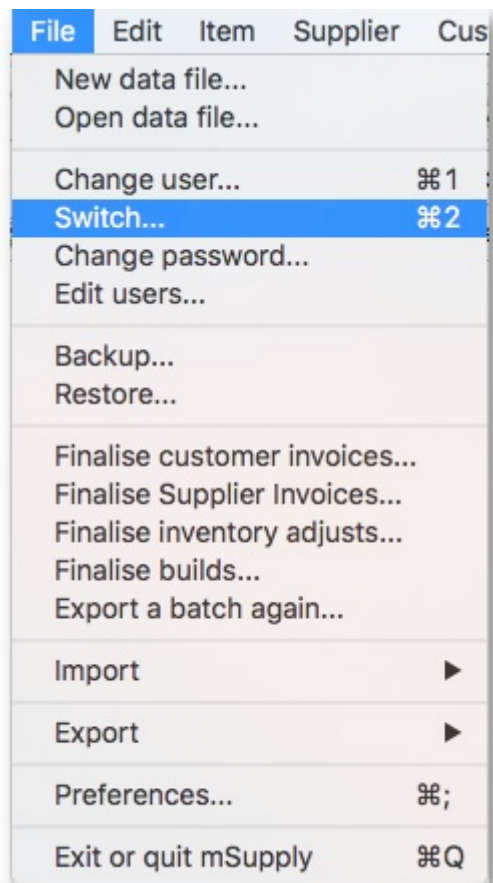 File Edit Item Supplier Cus
New data file...
Open data file...
Change user... ⌘1
Switch... ⌘2
Change password...
Edit users...
Backup...
Restore...
Finalise customer invoices...
Finalise Supplier Invoices...
Finalise inventory adjusts...
Finalise builds...
Export a batch again...
Import ▶
Export ▶
Preferences... ⌘;
Exit or quit mSupply ⌘Q